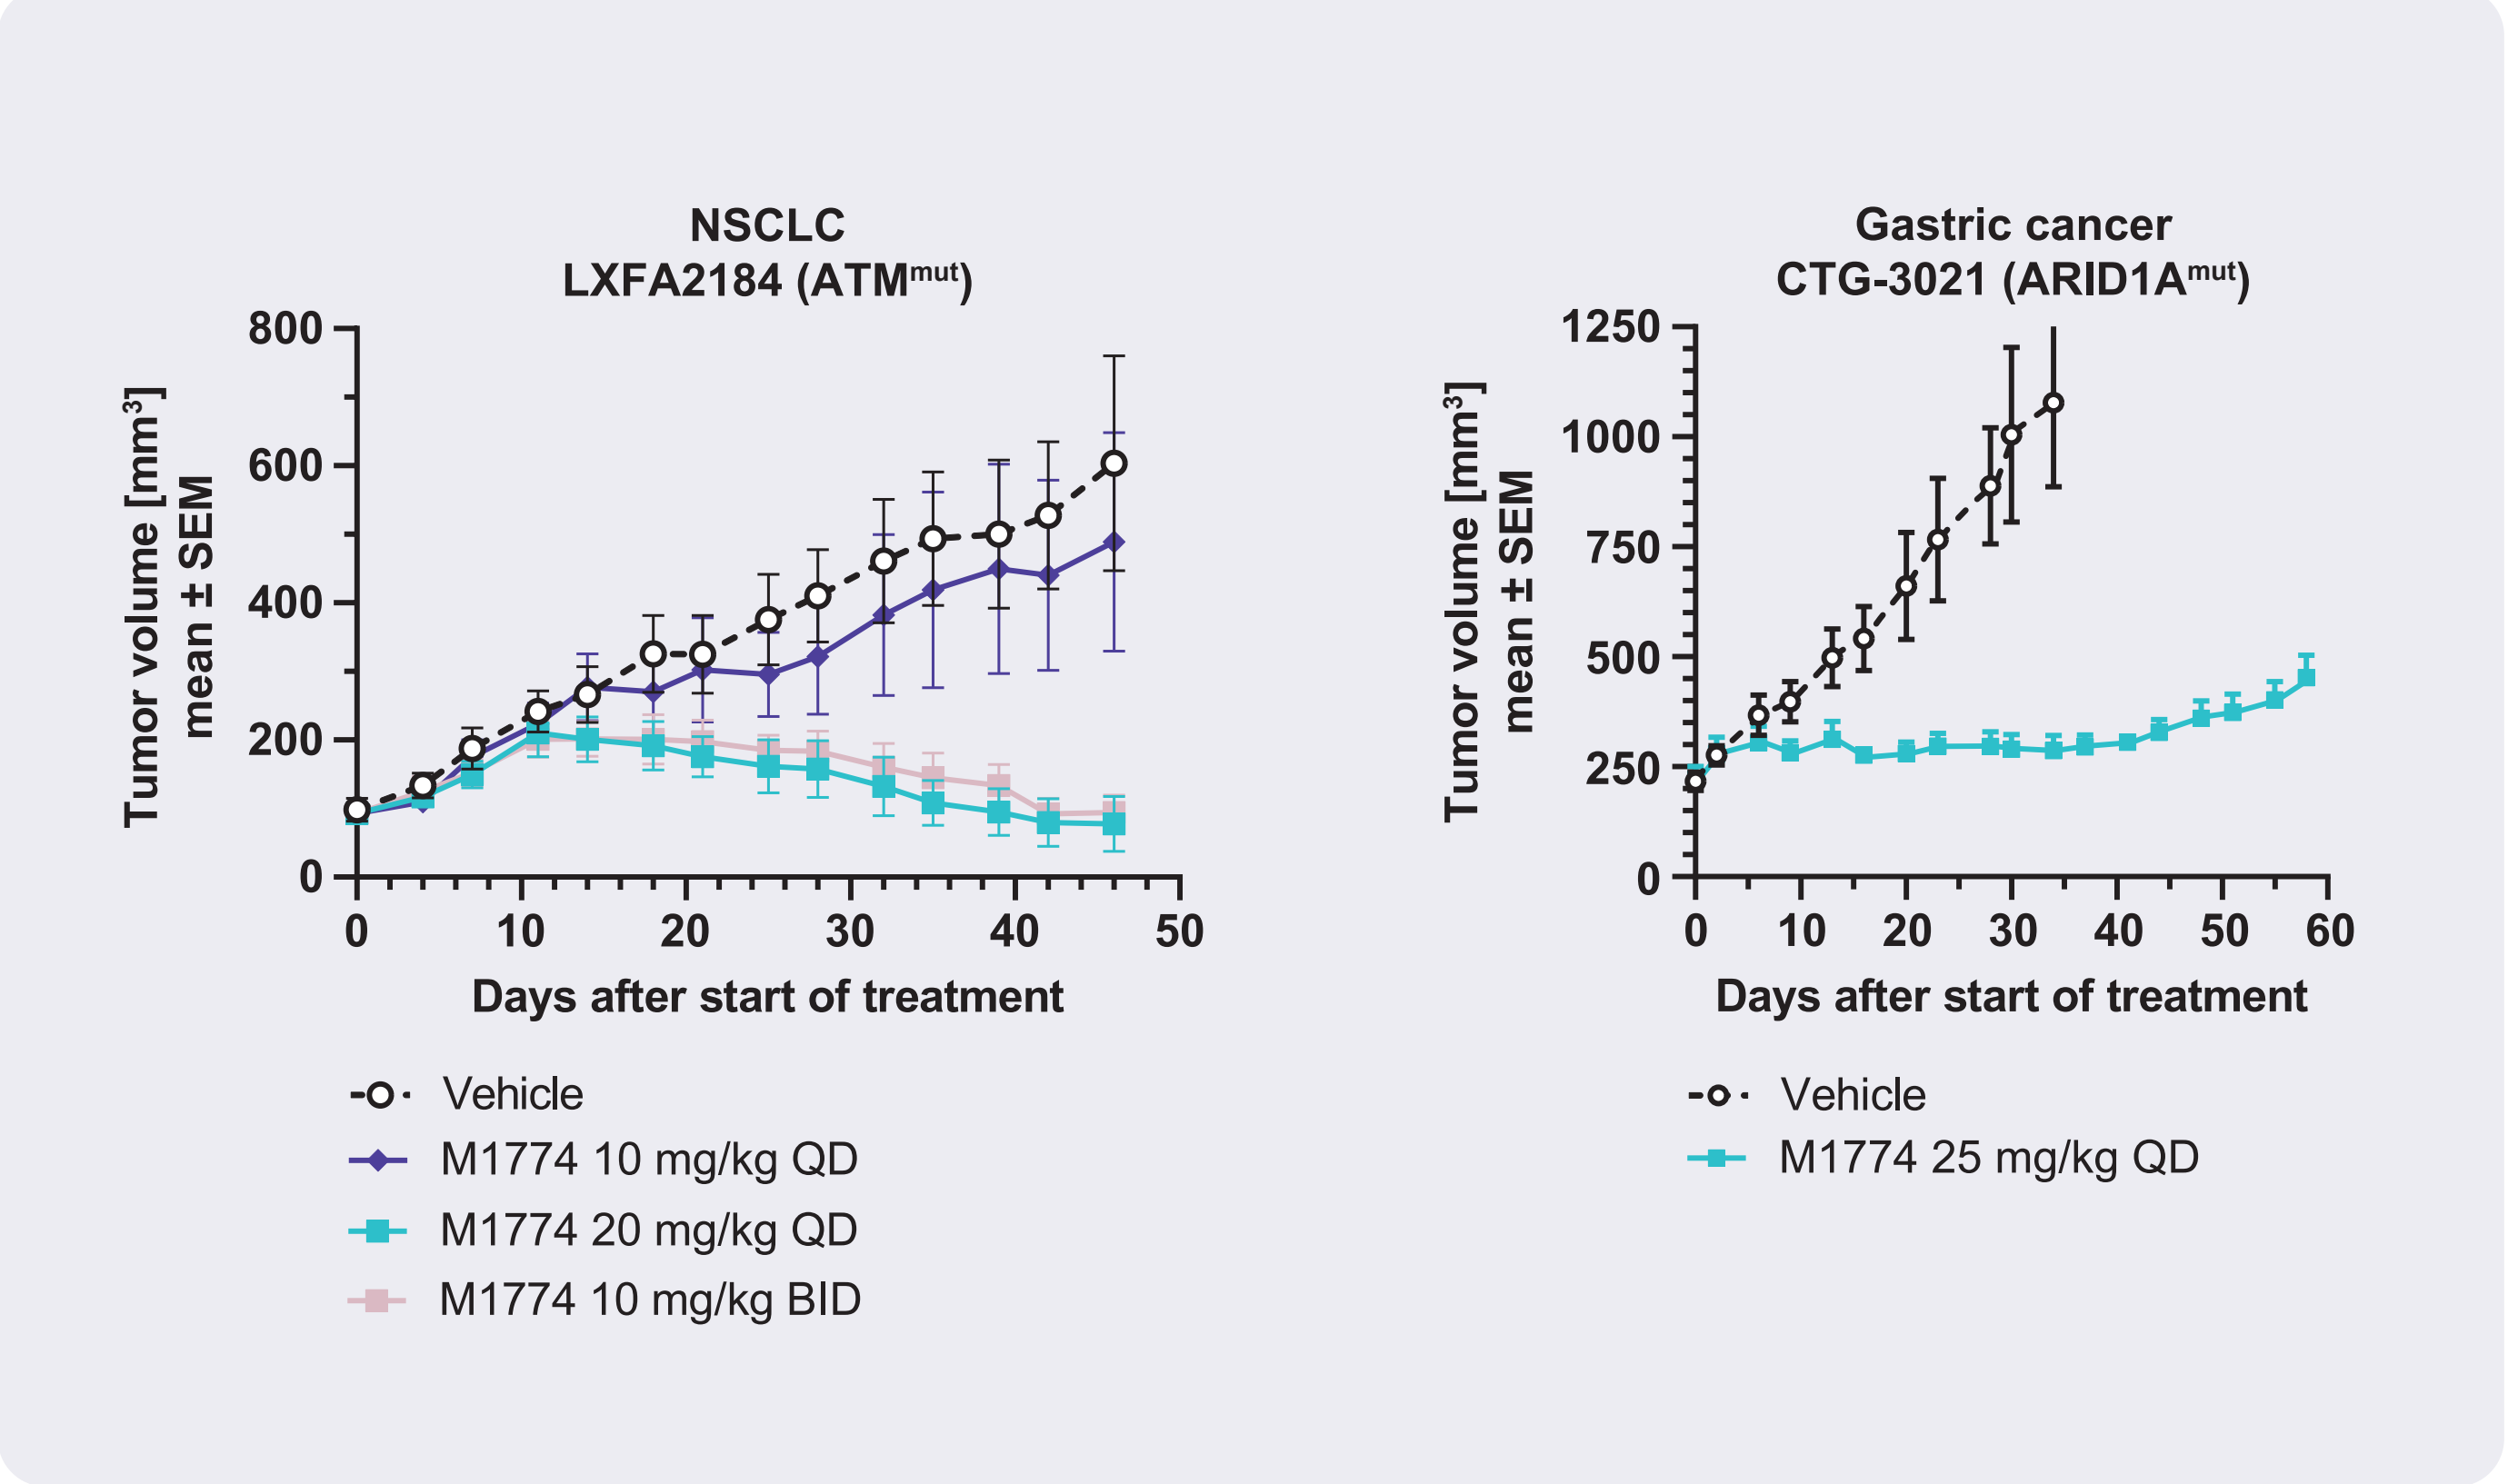 NSCLC
LXFA2184 (ATMmut)
Tumor volume [mm3]
mean ± SEM
800
600
400
200
0
0 10 20 30 40 50
Days after start of treatment
Vehicle
M1774 10 mg/kg QD
M1774 20 mg/kg QD
M1774 10 mg/kg BID
Gastric cancer
CTG-3021 (ARID1Amut)
Tumor volume [mm3]
mean ± SEM
1250
1000
750
500
250
0
0 10 20 30 40 50 60
Days after start of treatment
Vehicle
M1774 25 mg/kg QD